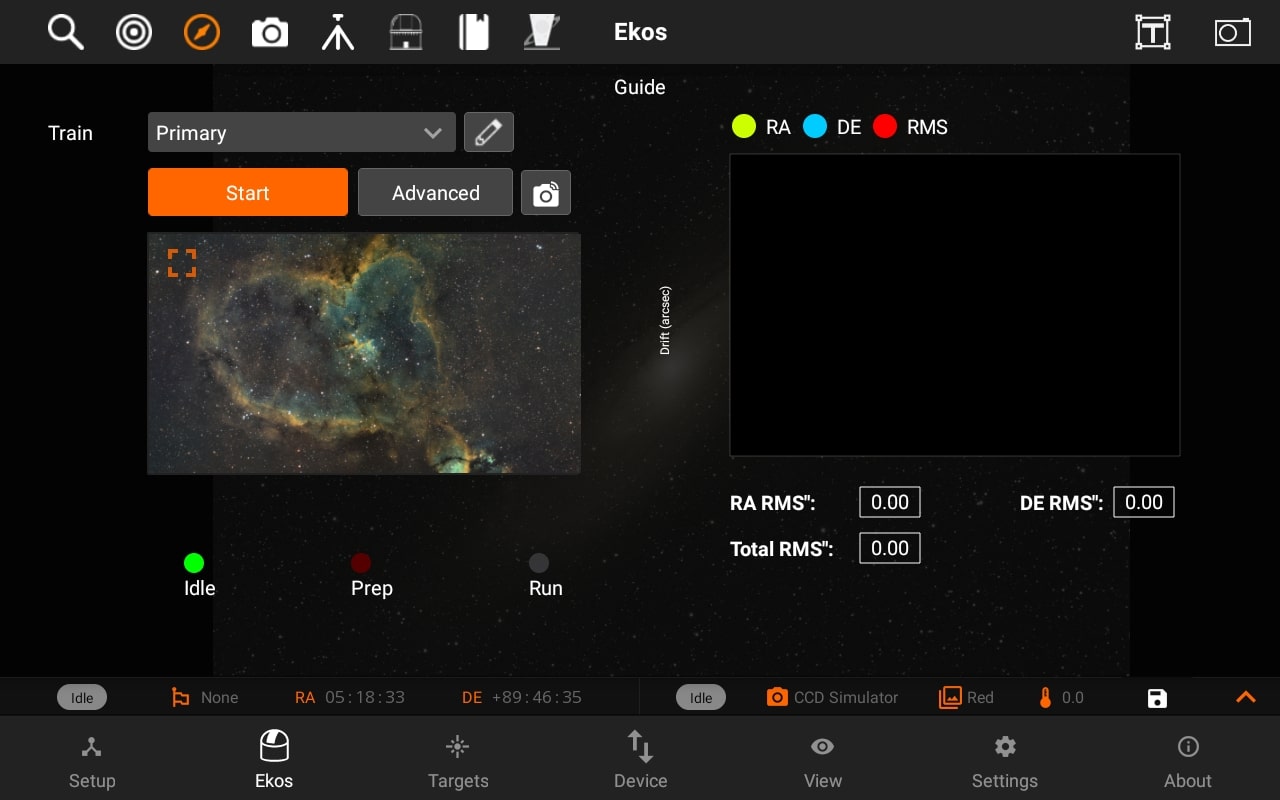 Ekos
Guide
Train
Primary
Start
Advanced
RA DE RMS
Drift (arcsec)
RA RMS": 0.00 DE RMS": 0.00
Total RMS": 0.00
Idle Prep Run
Idle None RA 05:18:33 DE +89:46:35 Idle CCD Simulator Red 0.0
Setup Ekos Targets Device View Settings About